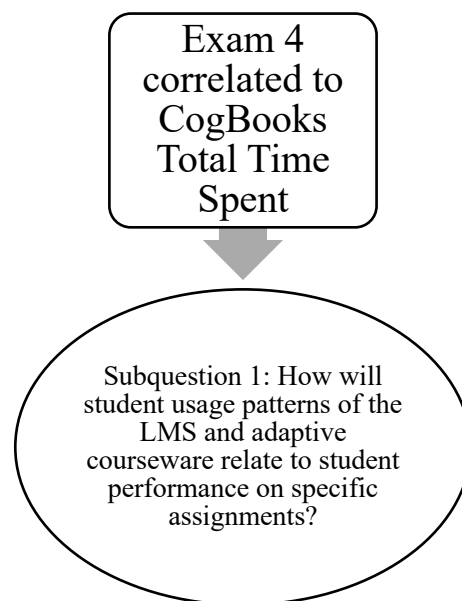 Exam 4
correlated to
CogBooks
Total Time
Spent
Subquestion 1: How will
student usage patterns of the
LMS and adaptive
courseware relate to student
performance on specific
assignments?